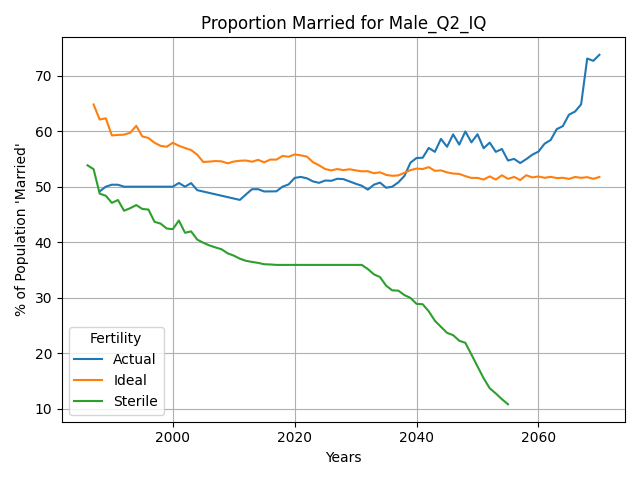 Proportion Married for Male_Q2_IQ
% of Population 'Married'
70
60
50
40
30
20
10
Fertility
Actual
Ideal
Sterile
2000 2020 2040 2060
Years